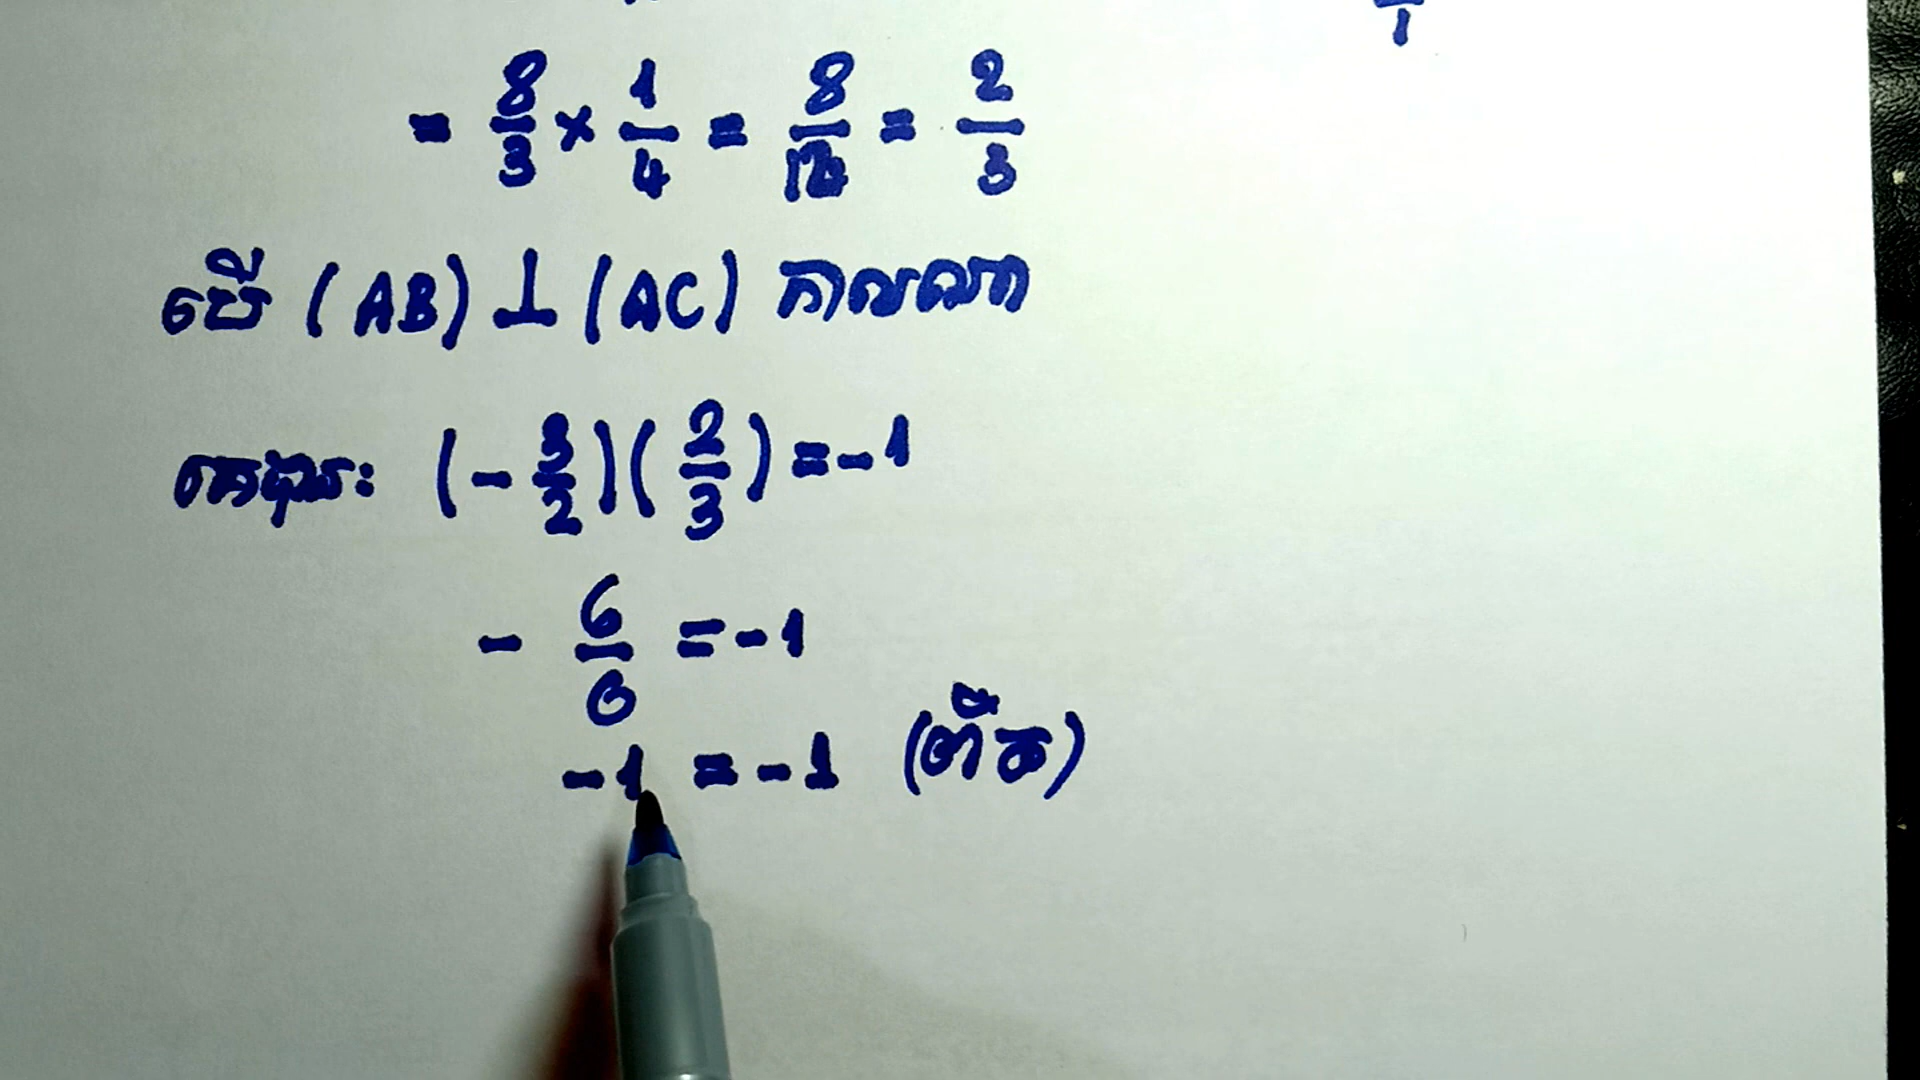 = 8/3 × 1/4 = 8/12 = 2/3
បើ (AB) ⊥ (AC) កាលណា
គេបាន: (- 3/2)(2/3) = -1
- 6/6 = -1
-1 = -1 (ពិត)